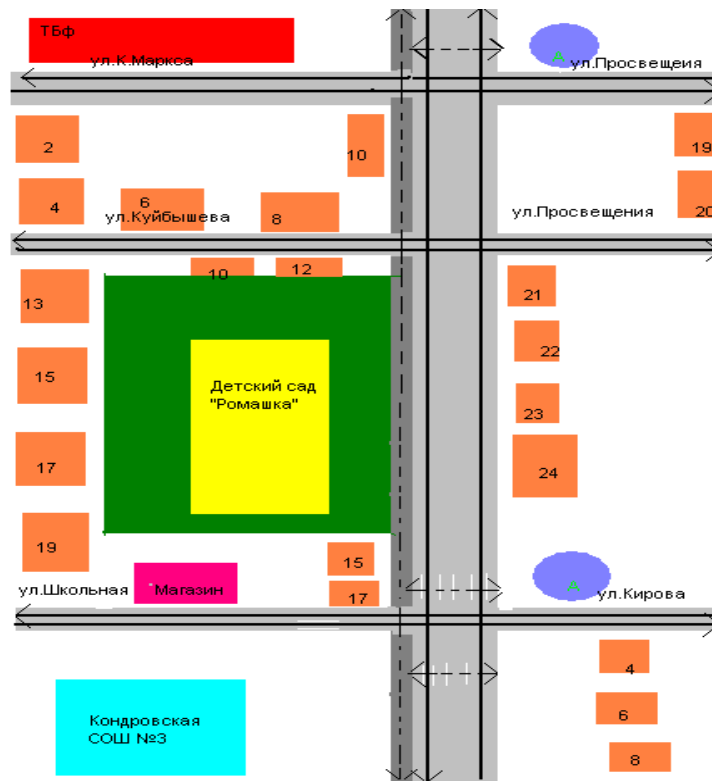 ТБф
ул.К.Маркса
А
ул.Просвещеия
2
10
19
4
6
8
20
ул.Куйбышева
ул.Просвещения
10
12
13
21
22
15
Детский сад
"Ромашка"
23
17
24
19
15
ул.Школьная
"Магазин
17
А
ул.Кирова
4
6
Кондровская
СОШ №3
8